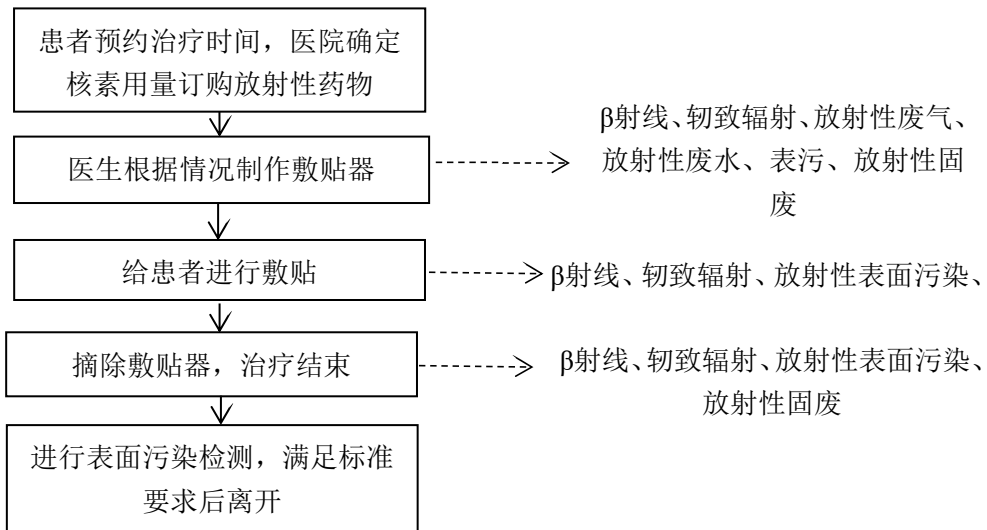 患者预约治疗时间，医院确定
核素用量订购放射性药物
医生根据情况制作敷贴器
β射线、轫致辐射、放射性废气、
放射性废水、表污、放射性固
废
给患者进行敷贴
β射线、轫致辐射、放射性表面污染、
摘除敷贴器，治疗结束
β射线、轫致辐射、放射性表面污染、
放射性固废
进行表面污染检测，满足标准
要求后离开